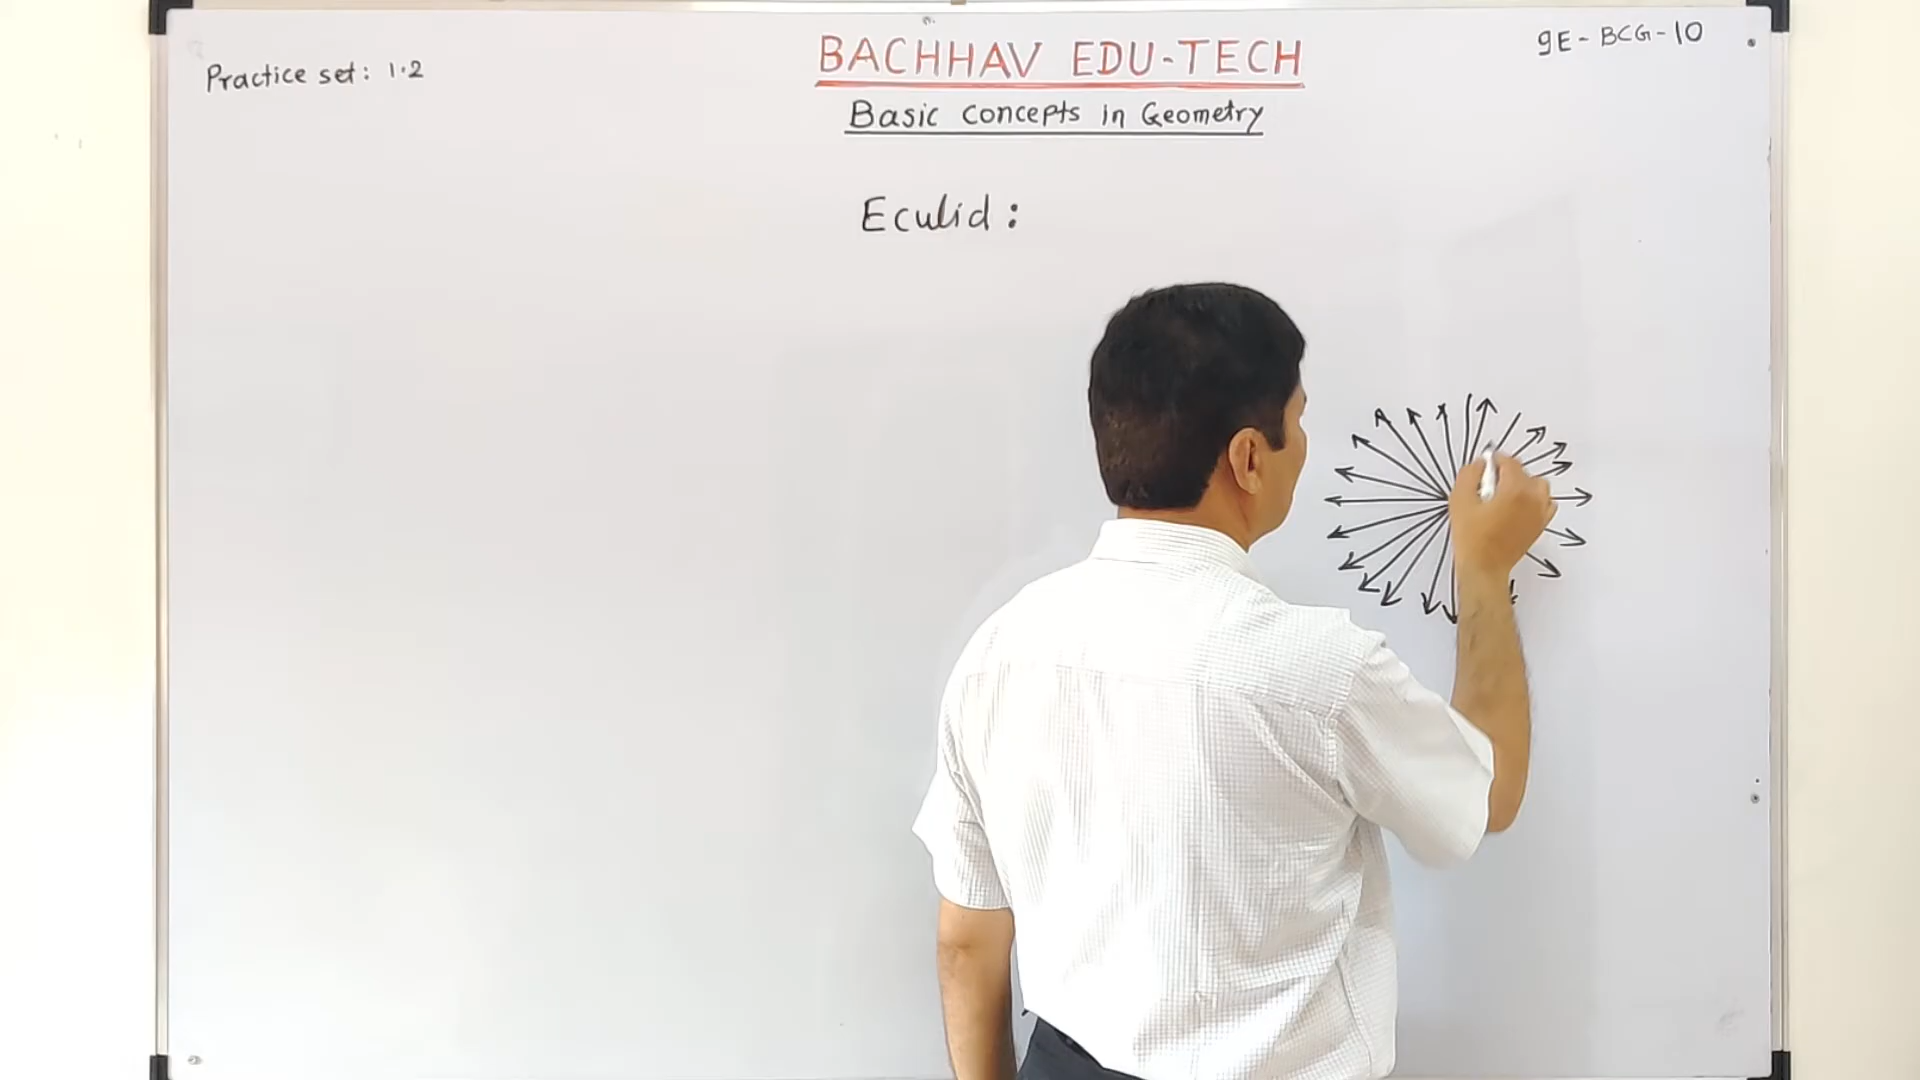 Practice set: 1.2
BACHHAV EDU-TECH
9E-BCG-10
Basic concepts in Geometry
Eculid: